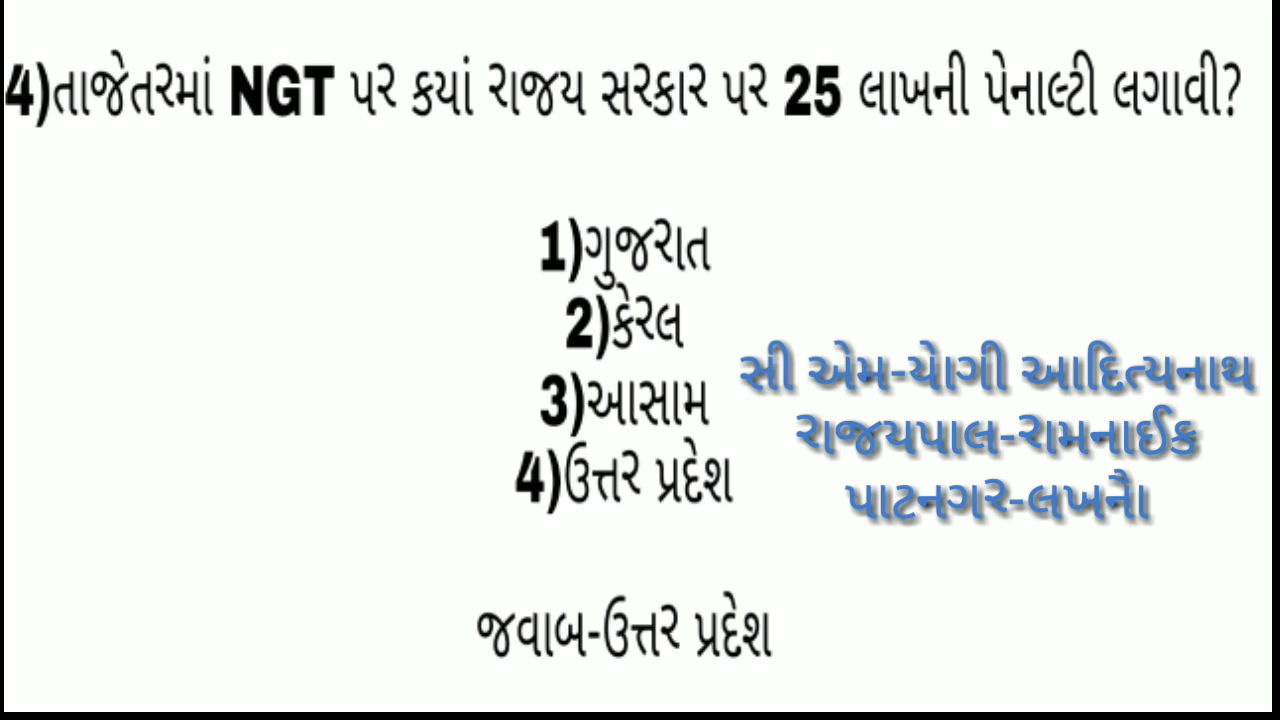 4)તાજેતરમાં NGT પર કયાં રાજય સરકાર પર 25 લાખની પેનાલ્ટી લગાવી?
1)ગુજરાત
2)કેરલ
3)આસામ
4)ઉત્તર પ્રદેશ
સી એમ-યોગી આદિત્યનાથ
રાજયપાલ-રામનાઈક
પાટનગર-લખનૌ
જવાબ-ઉત્તર પ્રદેશ